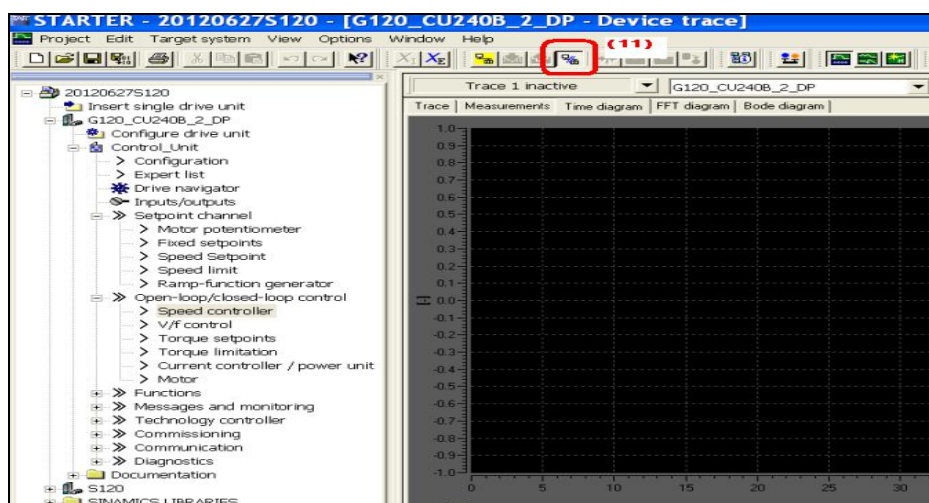 STARTER - 20120627S120 - [G120_CU240B_2_DP - Device trace]
Project Edit Target system View Options Window Help
(11)
Trace 1 inactive G120_CU240B_2_DP
Trace Measurements Time diagram FFT diagram Bode diagram
20120627S120
Insert single drive unit
G120_CU240B_2_DP
Configure drive unit
Control_Unit
Configuration
Expert list
Drive navigator
Inputs/outputs
Setpoint channel
Motor potentiometer
Fixed setpoints
Speed Setpoint
Speed limit
Ramp-function generator
Open-loop/closed-loop control
Speed controller
V/f control
Torque setpoints
Torque limitation
Current controller / power unit
Motor
Functions
Messages and monitoring
Technology controller
Commissioning
Communication
Diagnostics
Documentation
S120
SINAMICS LIBRARIES
1.0
0.9
0.8
0.7
0.6
0.5
0.4
0.3
0.2
0.1
0.0
-0.1
-0.2
-0.3
-0.4
-0.5
-0.6
-0.7
-0.8
-0.9
-1.0
0 5 10 15 20 25 30